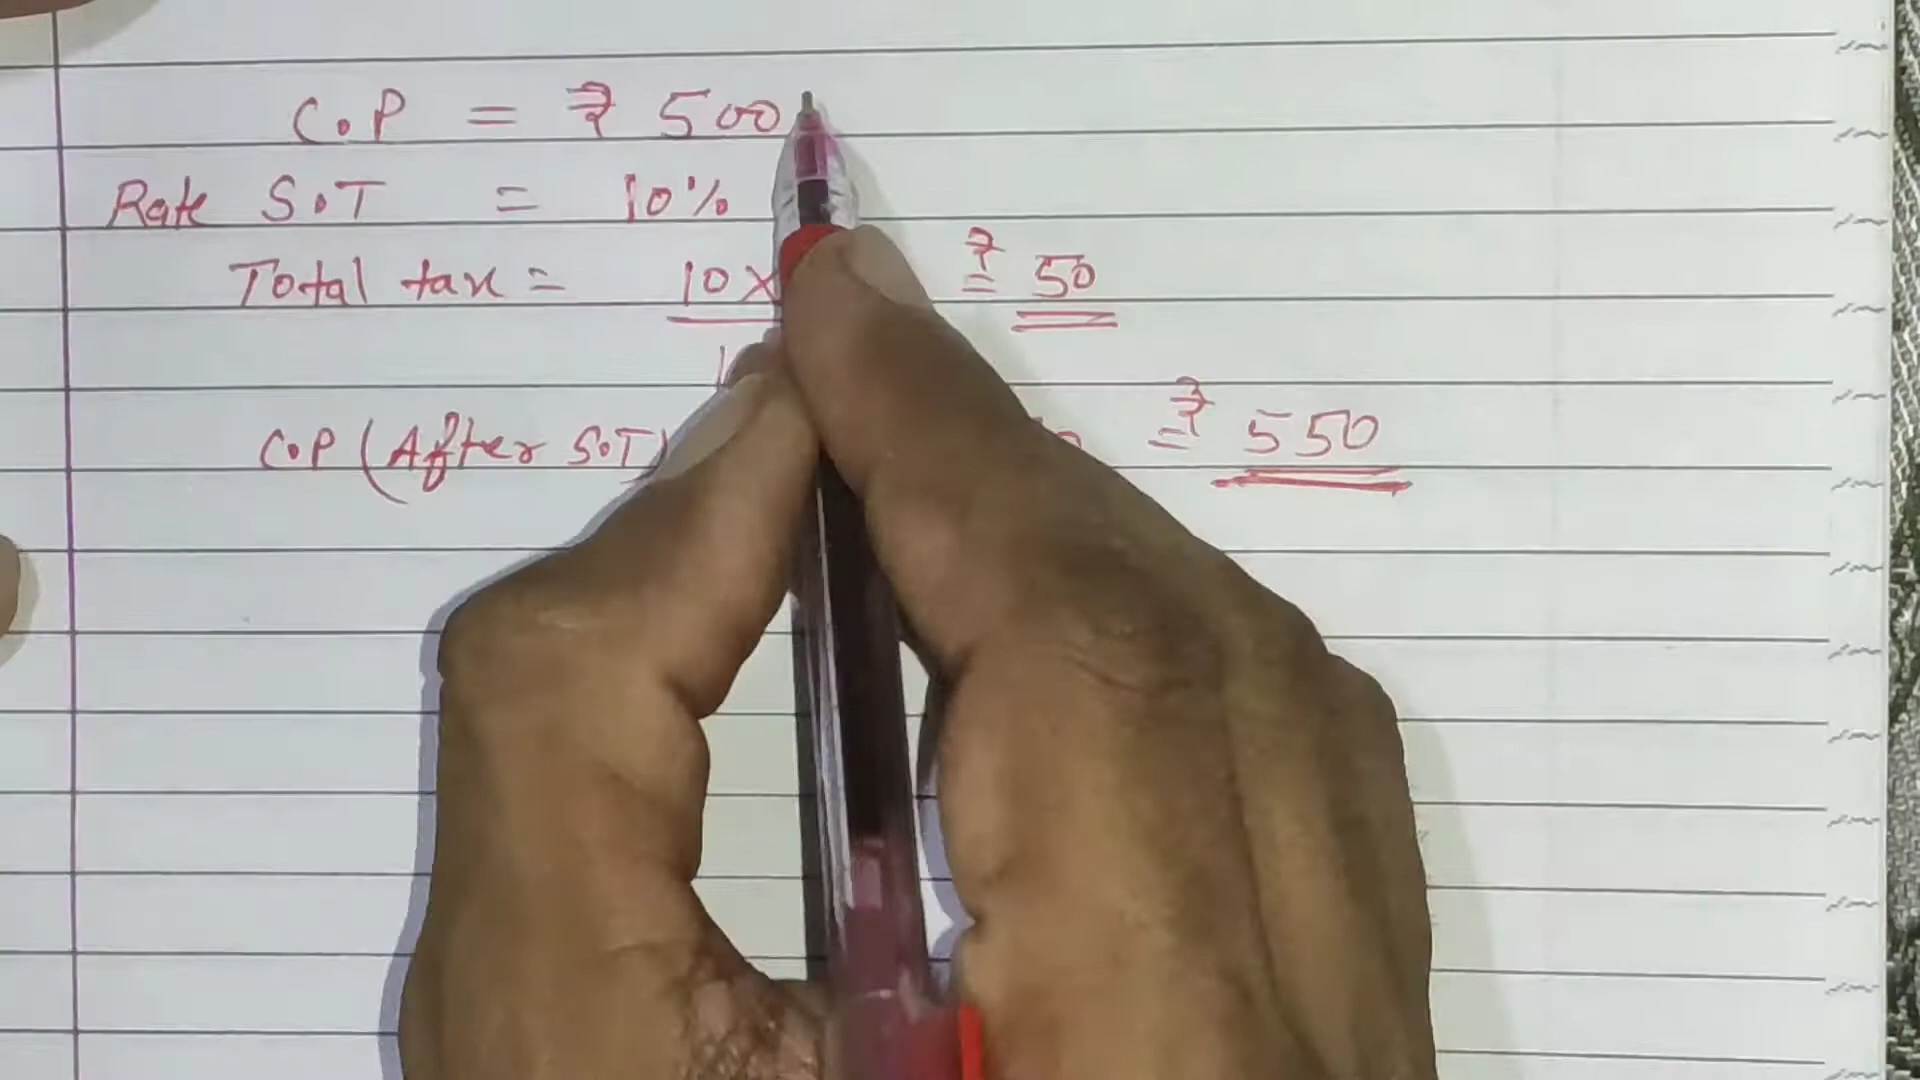 C.P = ₹ 500
Rate S.T = 10%
Total tax = 10 x = ₹ 50
C.P (After S.T) = ₹ 550